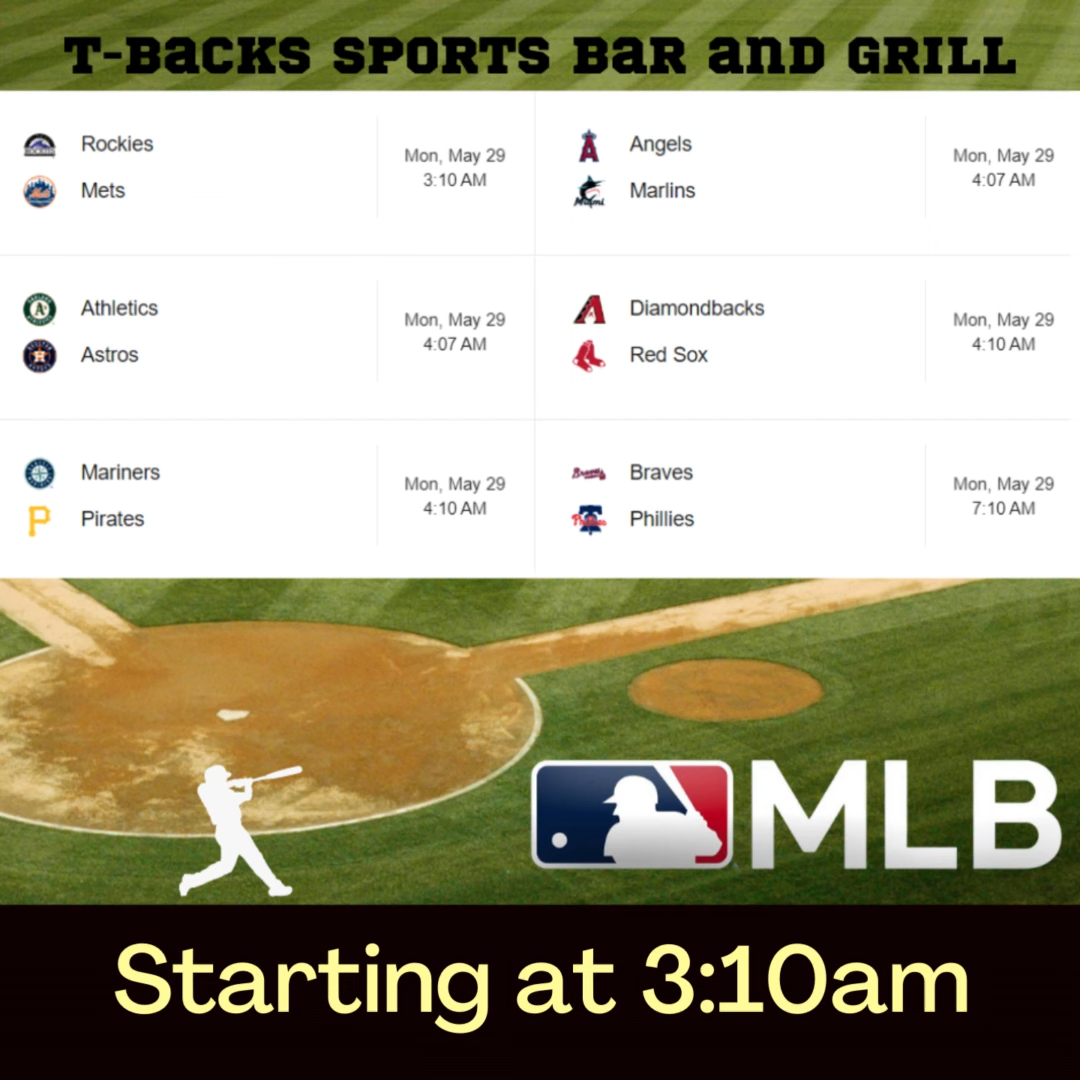 T-BACKS SPORTS BAR AND GRILL
Rockies
Mets
Mon, May 29
3:10 AM
Angels
Marlins
Mon, May 29
4:07 AM
Athletics
Astros
Mon, May 29
4:07 AM
Diamondbacks
Red Sox
Mon, May 29
4:10 AM
Mariners
Pirates
Mon, May 29
4:10 AM
Braves
Phillies
Mon, May 29
7:10 AM
MLB
Starting at 3:10am